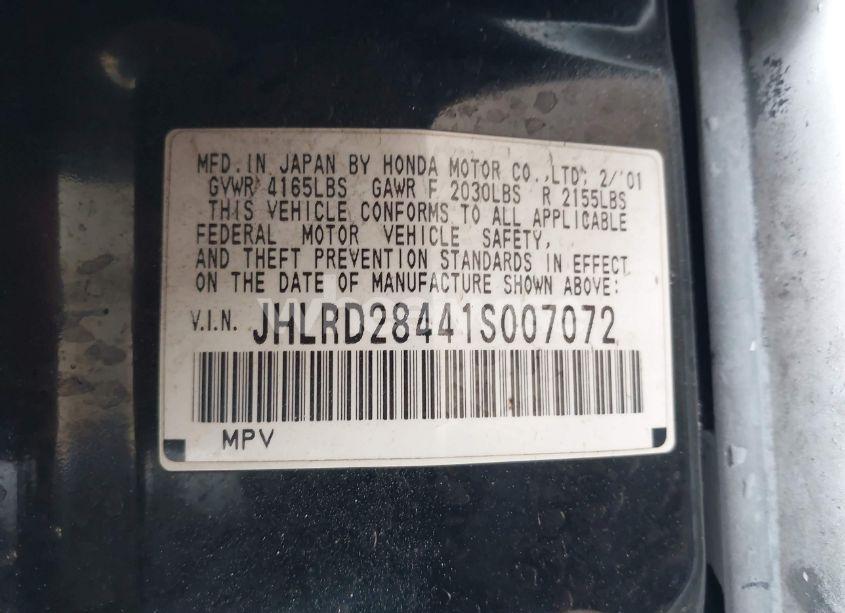 MFD. IN JAPAN BY HONDA MOTOR CO.,LTD; 2/'01
GVWR 4165LBS GAWR F 2030LBS R 2155LBS
THIS VEHICLE CONFORMS TO ALL APPLICABLE
FEDERAL MOTOR VEHICLE SAFETY,
AND THEFT PREVENTION STANDARDS IN EFFECT
ON THE DATE OF MANUFACTURE SHOWN ABOVE:
V.I.N. JHLRD28441S007072
MPV